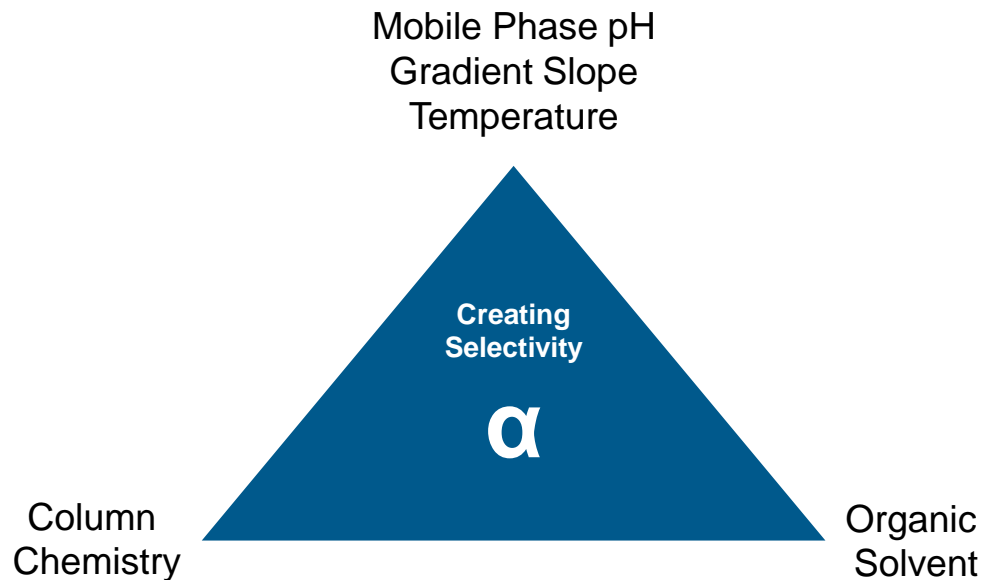 Mobile Phase pH
Gradient Slope
Temperature
Creating
Selectivity
α
Column
Chemistry
Organic
Solvent